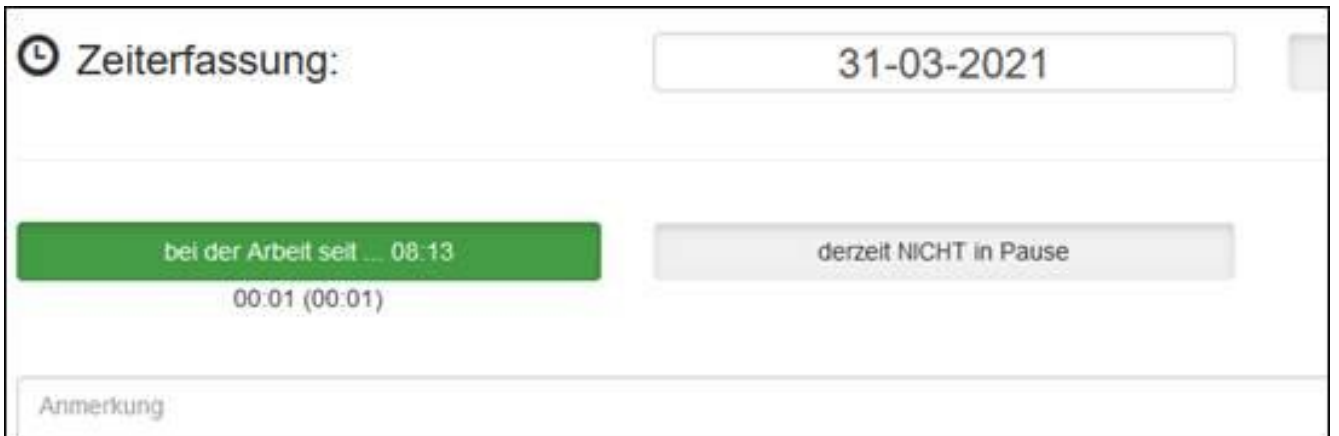 Zeiterfassung:
31-03-2021
bei der Arbeit seit ... 08:13
derzeit NICHT in Pause
00:01 (00:01)
Anmerkung